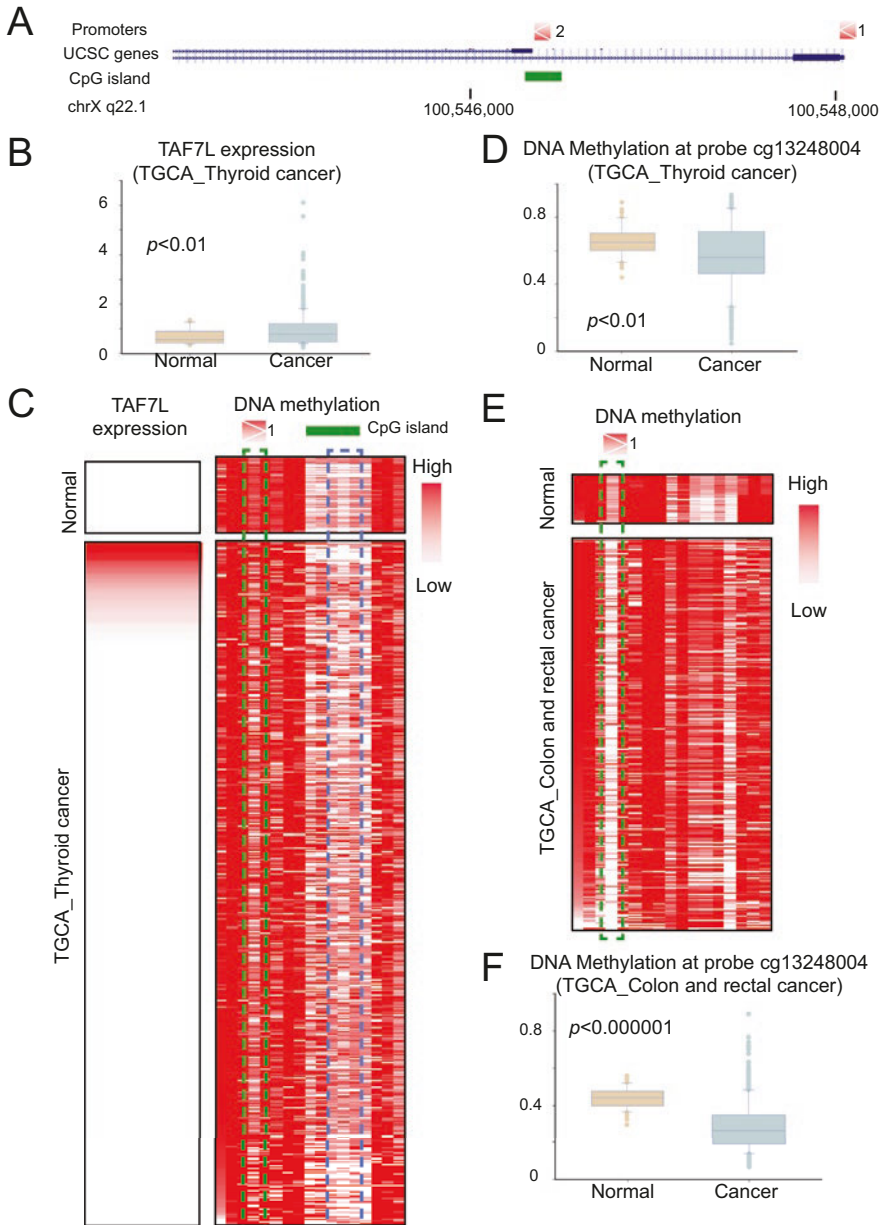 A
Promoters
2
1
UCSC genes
CpG island
chrX q22.1
100,546,000
100,548,000
B
TAF7L expression
(TGCA_Thyroid cancer)
6
4
2
0
p<0.01
Normal
Cancer
D
DNA Methylation at probe cg13248004
(TGCA_Thyroid cancer)
0.8
0.4
0
p<0.01
Normal
Cancer
C
TAF7L
expression
DNA methylation
1
CpG island
High
Low
Normal
TGCA_Thyroid cancer
E
DNA methylation
1
High
Low
Normal
TGCA_Colon and rectal cancer
F
DNA Methylation at probe cg13248004
(TGCA_Colon and rectal cancer)
0.8
0.4
0
p<0.000001
Normal
Cancer